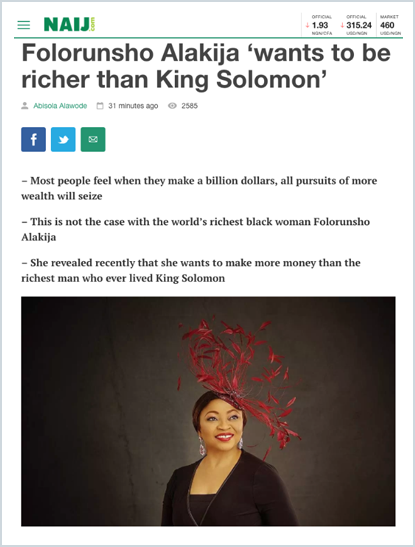 NAIJ.com
OFFICIAL OFFICIAL MARKET
↓ 1.93 ↓ 315.24 460
NGN/CFA USD/NGN USD/NGN
Folorunsho Alakija ‘wants to be
richer than King Solomon’
Abisola Alawode 31 minutes ago 2585
– Most people feel when they make a billion dollars, all pursuits of more
wealth will seize
– This is not the case with the world’s richest black woman Folorunsho
Alakija
– She revealed recently that she wants to make more money than the
richest man who ever lived King Solomon